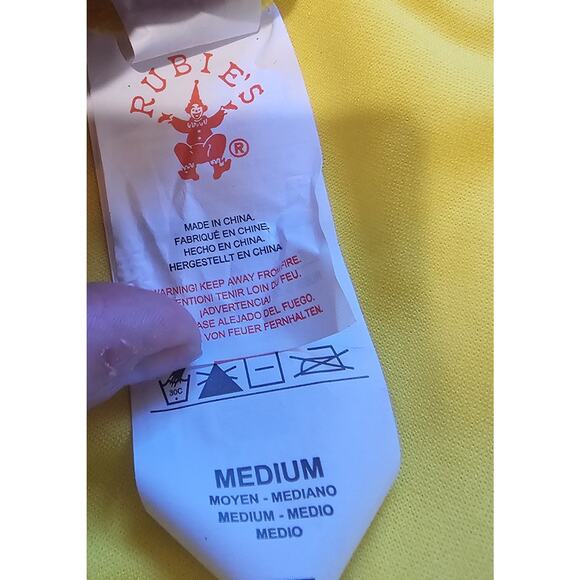 RUBIE'S
®
MADE IN CHINA.
FABRIQUÉ EN CHINE.
HECHO EN CHINA.
HERGESTELLT EN CHINA
WARNING! KEEP AWAY FROM FIRE.
TENIR LOIN DU FEU.
¡ADVERTENCIA!
ALEJADO DEL FUEGO.
VON FEUER FERNHALTEN.
30C
MEDIUM
MOYEN - MEDIANO
MEDIUM - MEDIO
MEDIO